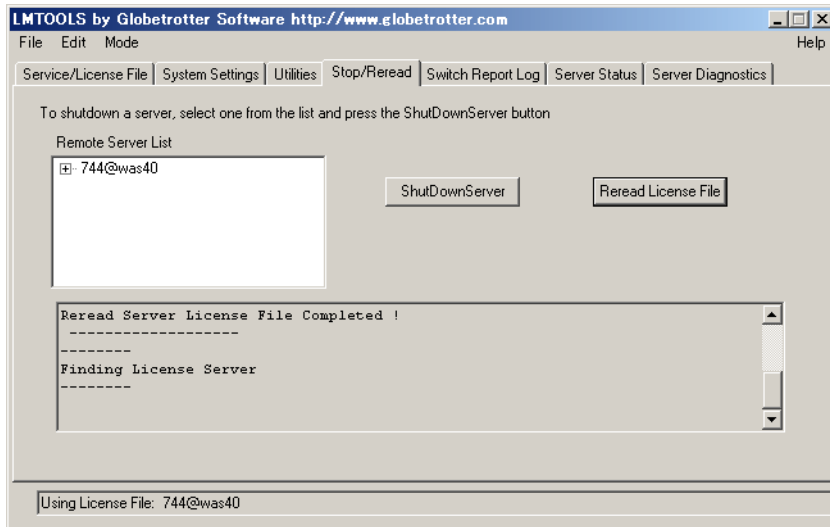 LMTOOLS by Globetrotter Software http://www.globetrotter.com
File Edit Mode Help
Service/License File System Settings Utilities Stop/Reread Switch Report Log Server Status Server Diagnostics
To shutdown a server, select one from the list and press the ShutDownServer button
Remote Server List
744@was40
ShutDownServer Reread License File
Reread Server License File Completed !
-------------------
--------
Finding License Server
--------
Using License File: 744@was40